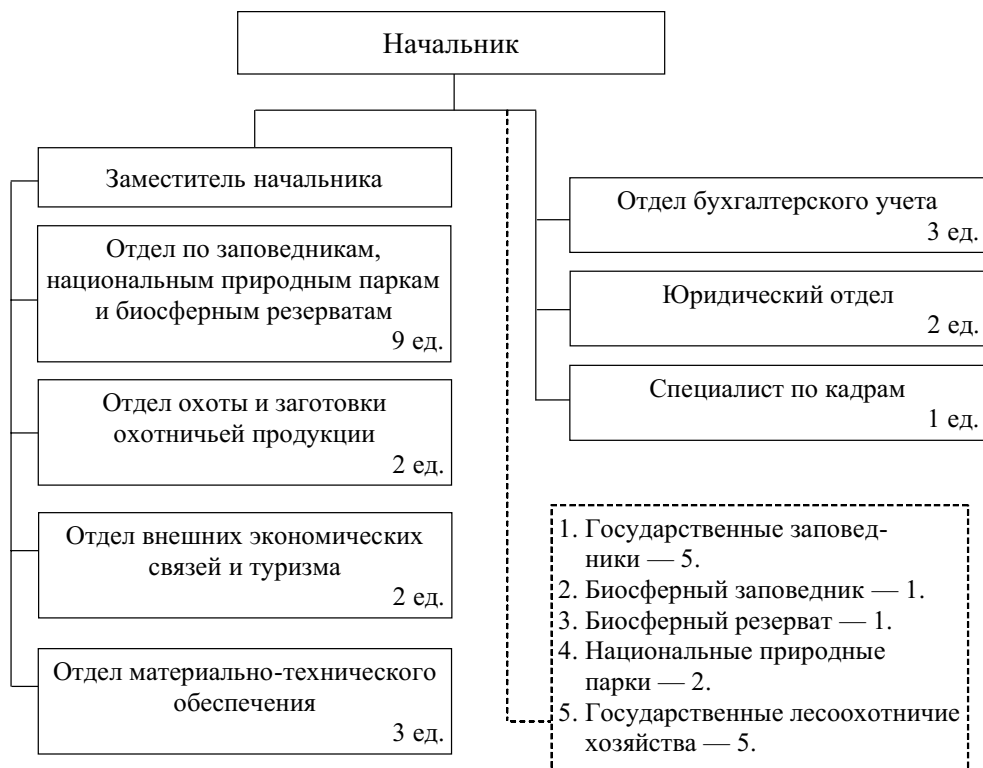 Начальник
Заместитель начальника
Отдел по заповедникам,
национальным природным паркам
и биосферным резерватам
9 ед.
Отдел охоты и заготовки
охотничьей продукции
2 ед.
Отдел внешних экономических
связей и туризма
2 ед.
Отдел материально-технического
обеспечения
3 ед.
Отдел бухгалтерского учета
3 ед.
Юридический отдел
2 ед.
Специалист по кадрам
1 ед.
1. Государственные заповед-
ники — 5.
2. Биосферный заповедник — 1.
3. Биосферный резерват — 1.
4. Национальные природные
парки — 2.
5. Государственные лесоохотничие
хозяйства — 5.